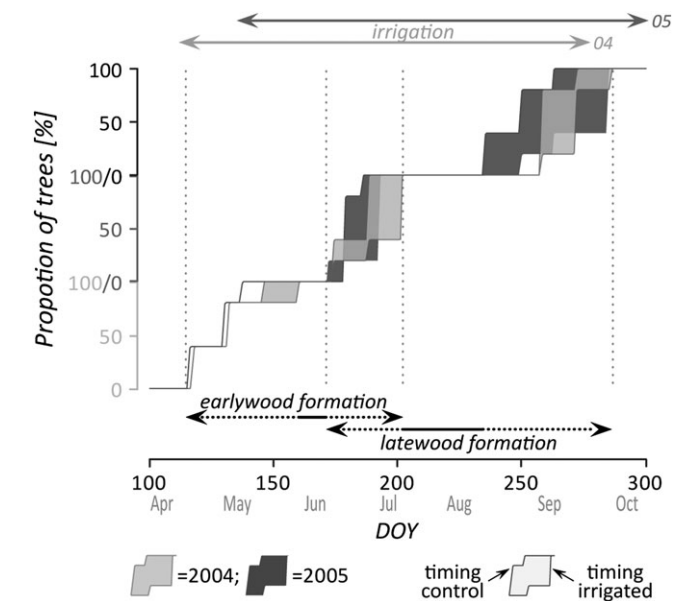 05
irrigation
04
100
50
100/0
50
100/0
50
0
Propotion of trees [%]
earlywood formation
latewood formation
100 150 200 250 300
Apr May Jun Jul Aug Sep Oct
DOY
=2004; =2005
timing control
timing irrigated